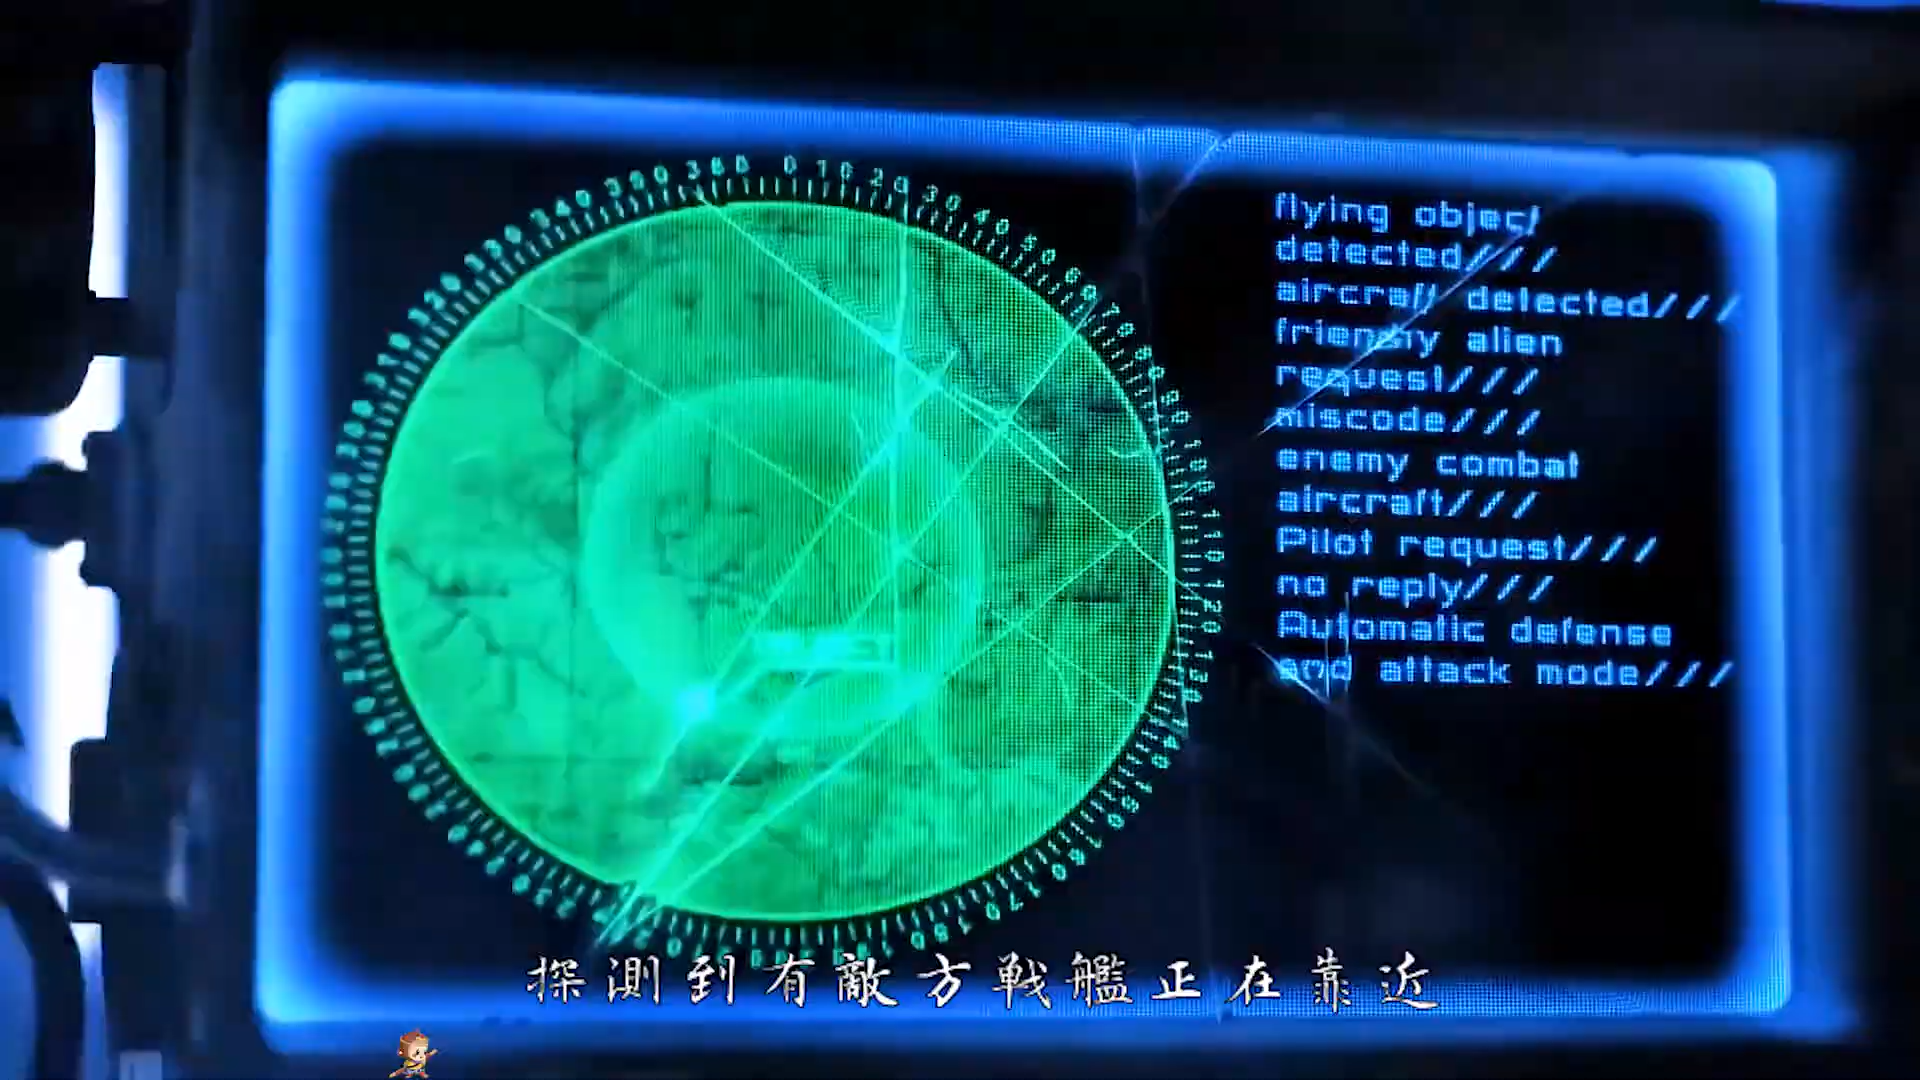 flying object
detected///
aircraft detected///
friendly alien
request///
miscode///
enemy combat
aircraft///
Pilot request///
no reply///
Automatic defense
and attack mode///
探測到有敵方戰艦正在靠近